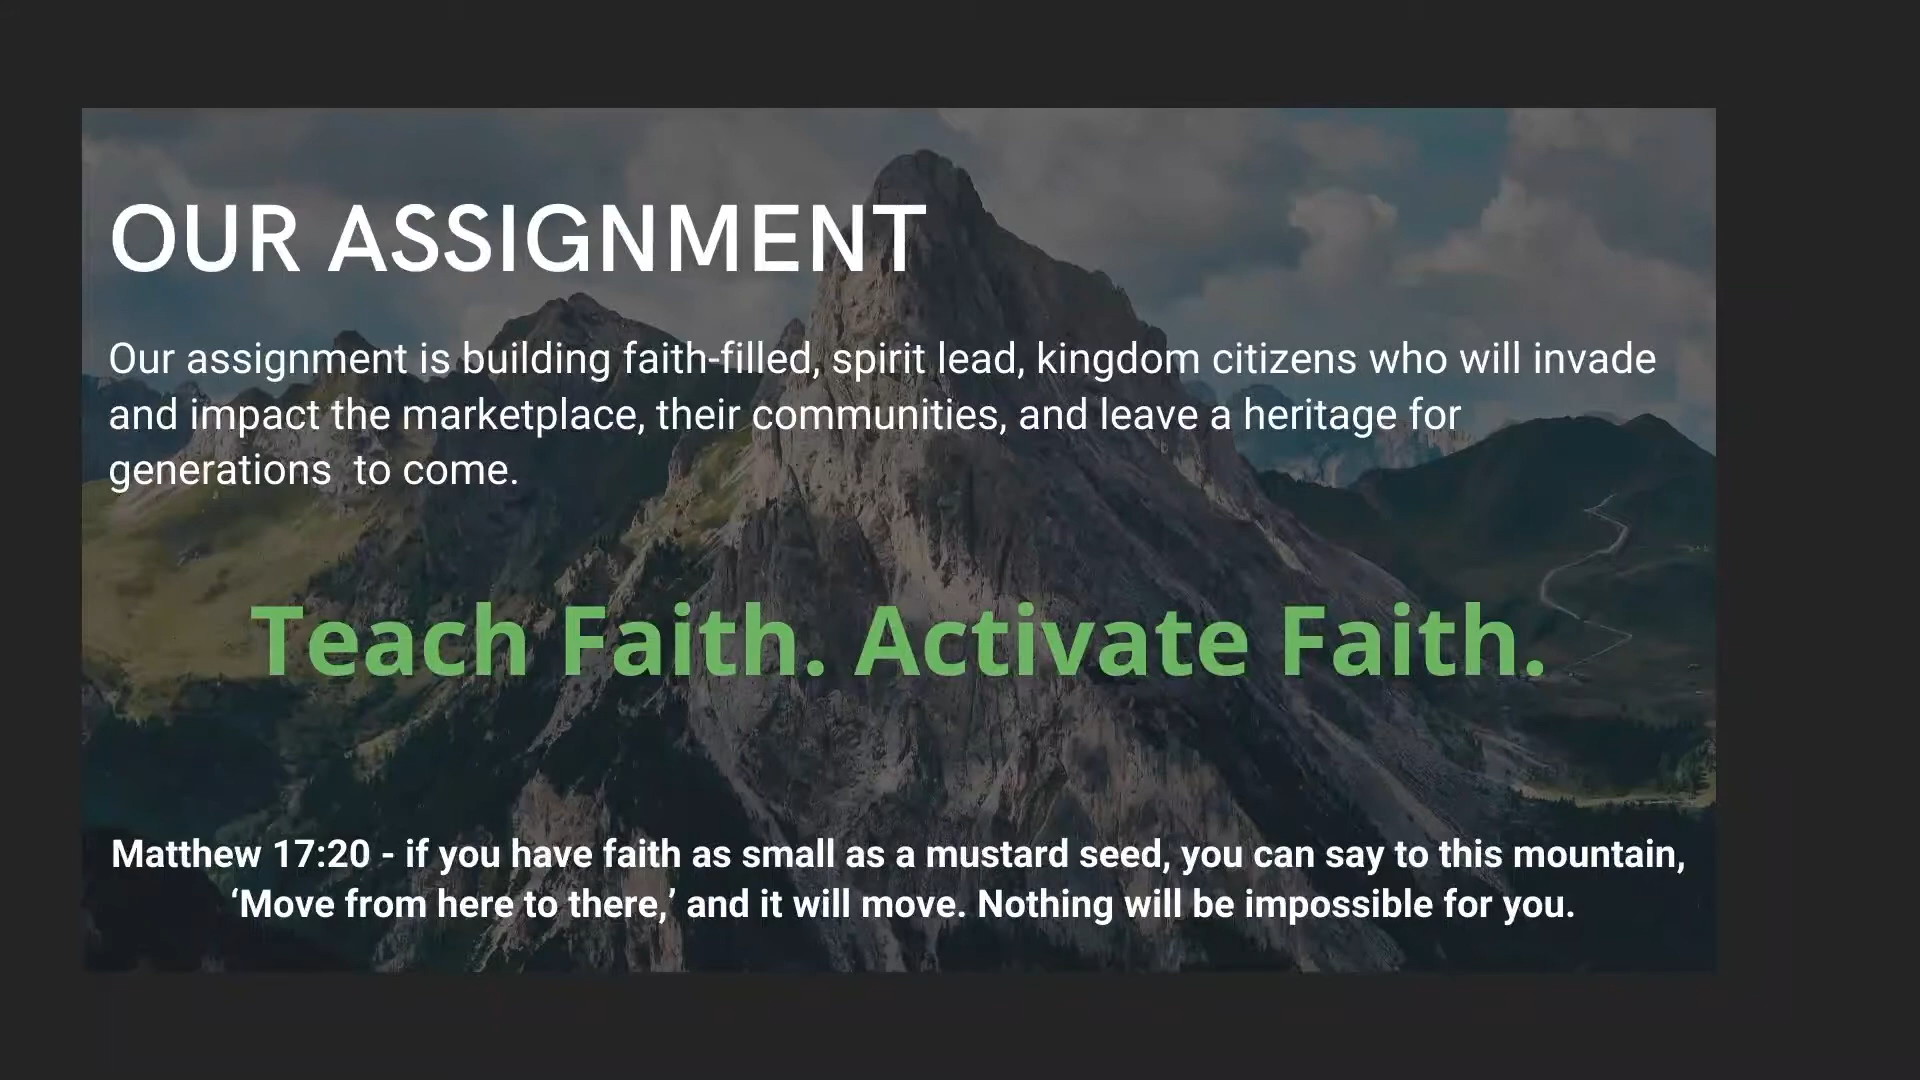 OUR ASSIGNMENT
Our assignment is building faith-filled, spirit lead, kingdom citizens who will invade
and impact the marketplace, their communities, and leave a heritage for
generations  to come.
Teach Faith. Activate Faith.
Matthew 17:20 - if you have faith as small as a mustard seed, you can say to this mountain,
‘Move from here to there,’ and it will move. Nothing will be impossible for you.